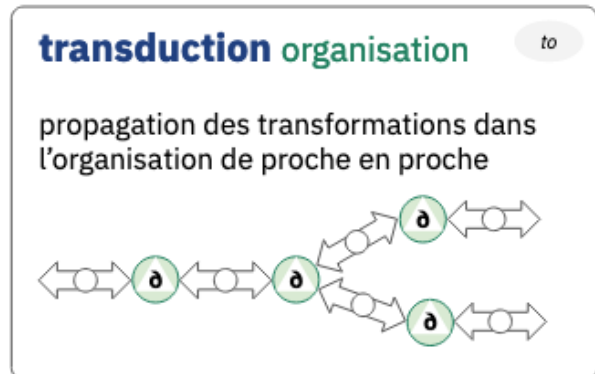 transduction organisation
to
propagation des transformations dans
l'organisation de proche en proche
∂
∂
∂
∂